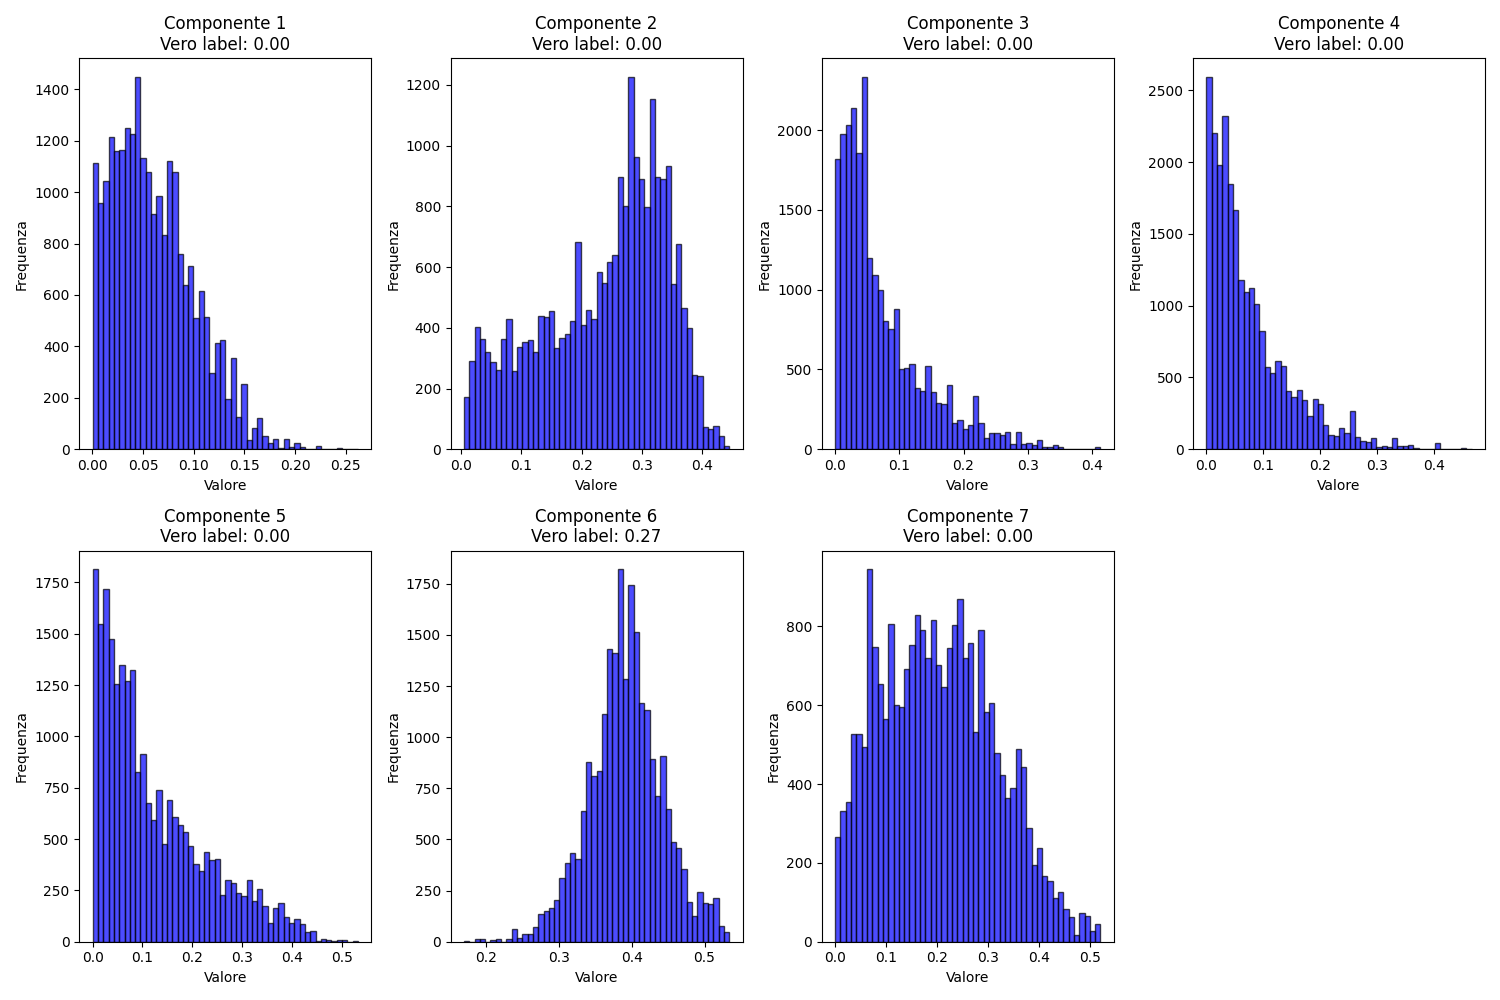 Componente 1
Vero label: 0.00
Frequenza
1400
1200
1000
800
600
400
200
0
0.00 0.05 0.10 0.15 0.20 0.25
Valore
Componente 2
Vero label: 0.00
Frequenza
1200
1000
800
600
400
200
0
0.0 0.1 0.2 0.3 0.4
Valore
Componente 3
Vero label: 0.00
Frequenza
2000
1500
1000
500
0
0.0 0.1 0.2 0.3 0.4
Valore
Componente 4
Vero label: 0.00
Frequenza
2500
2000
1500
1000
500
0
0.0 0.1 0.2 0.3 0.4
Valore
Componente 5
Vero label: 0.00
Frequenza
1750
1500
1250
1000
750
500
250
0
0.0 0.1 0.2 0.3 0.4 0.5
Valore
Componente 6
Vero label: 0.27
Frequenza
1750
1500
1250
1000
750
500
250
0
0.2 0.3 0.4 0.5
Valore
Componente 7
Vero label: 0.00
Frequenza
800
600
400
200
0
0.0 0.1 0.2 0.3 0.4 0.5
Valore